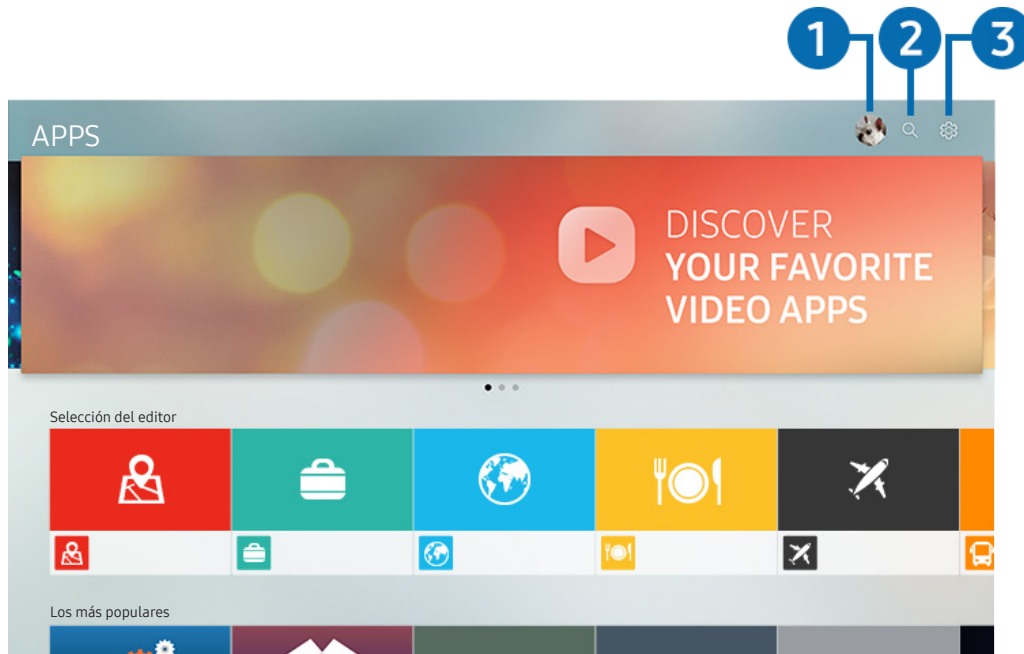 1 2 3
APPS
DISCOVER
YOUR FAVORITE
VIDEO APPS
Selección del editor
Los más populares